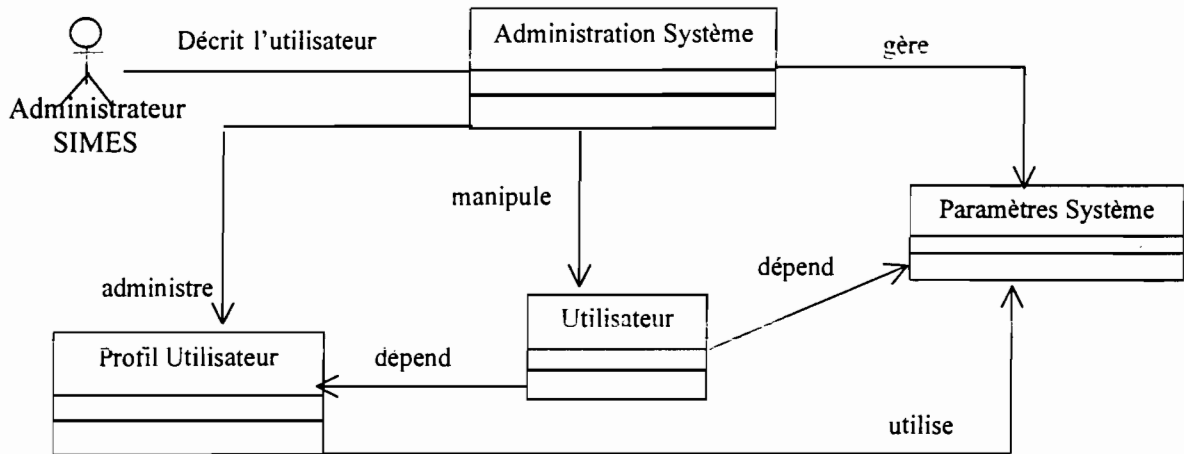 Décrit l'utilisateur
Administration Système
gère
Administrateur
SIMES
manipule
Paramètres Système
dépend
administre
Utilisateur
Profil Utilisateur
dépend
utilise